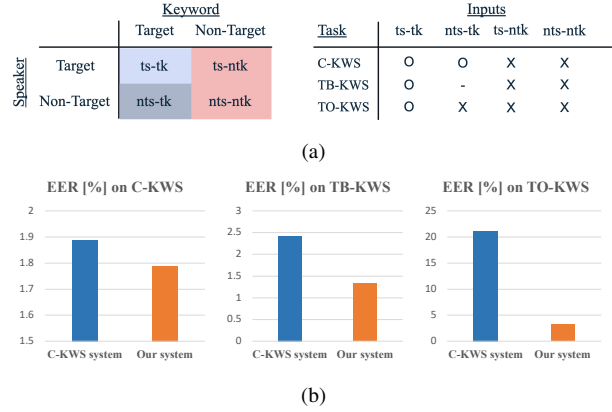 Keyword
Target Non-Target
Speaker
Target ts-tk ts-ntk
Non-Target nts-tk nts-ntk
Inputs
Task ts-tk nts-tk ts-ntk nts-ntk
C-KWS O O X X
TB-KWS O - X X
TO-KWS O X X X
(a)
EER [%] on C-KWS
2
1.9
1.8
1.7
1.6
1.5
C-KWS system Our system
EER [%] on TB-KWS
3
2.5
2
1.5
1
0.5
0
C-KWS system Our system
EER [%] on TO-KWS
25
20
15
10
5
0
C-KWS system Our system
(b)